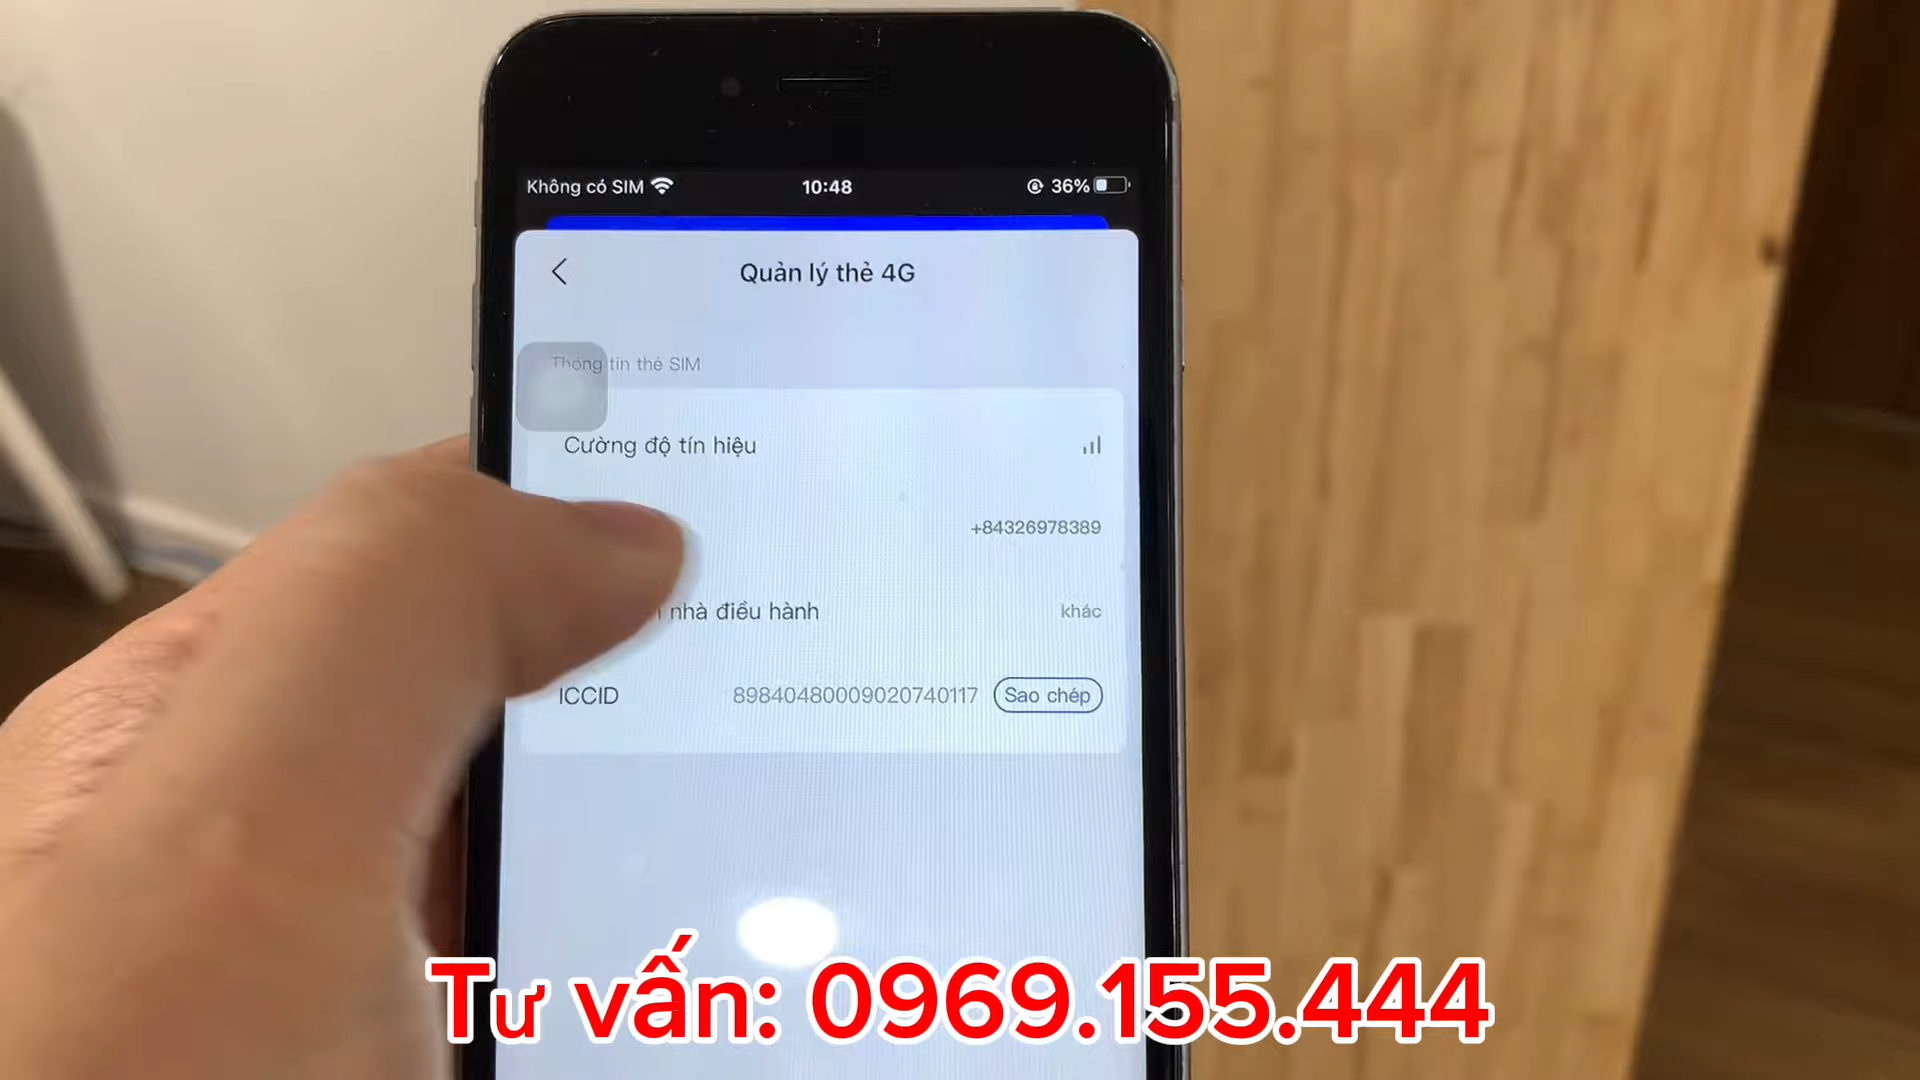 Không có SIM 10:48 36%
Quản lý thẻ 4G
Thông tin thẻ SIM
Cường độ tín hiệu
+84326978389
nhà điều hành khác
ICCID 89840480009020740117 Sao chép
Tư vấn: 0969.155.444